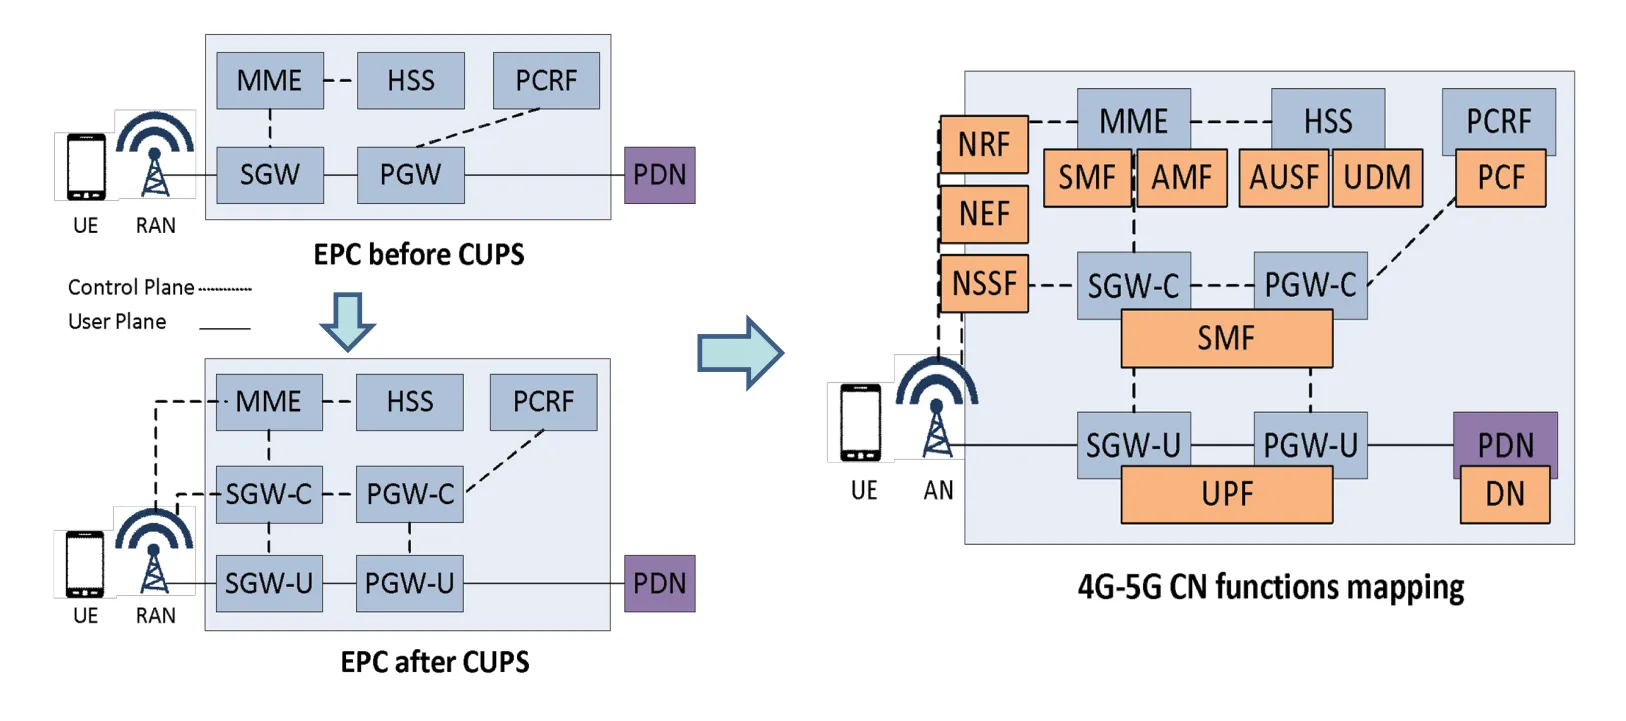 MME
HSS
PCRF
SGW
PGW
PDN
UE
RAN
EPC before CUPS
Control Plane
User Plane
MME
HSS
PCRF
SGW-C
PGW-C
SGW-U
PGW-U
PDN
UE
RAN
EPC after CUPS
MME
HSS
PCRF
NRF
SMF
AMF
AUSF
UDM
PCF
NEF
NSSF
SGW-C
PGW-C
SMF
SGW-U
PGW-U
PDN
UPF
DN
UE
AN
4G-5G CN functions mapping